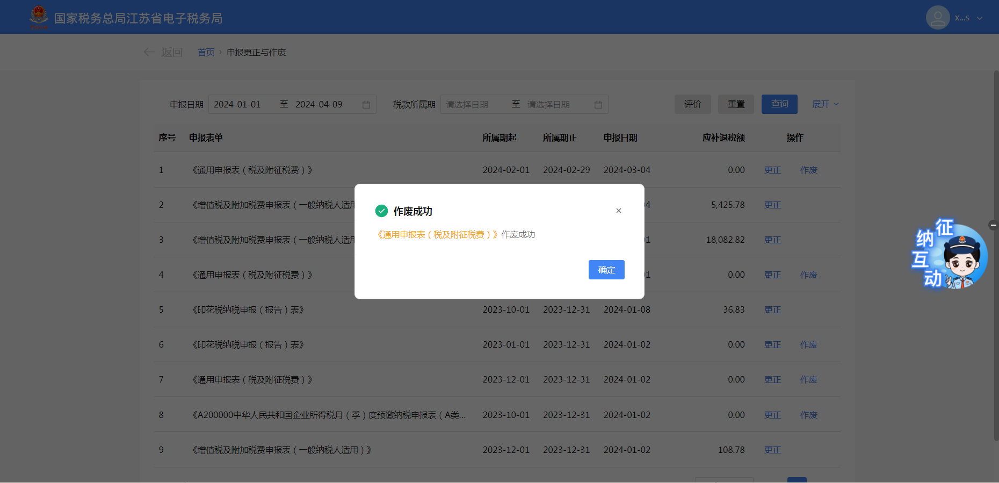 国家税务总局江苏省电子税务局
X...S
返回 首页 › 申报更正与作废
申报日期 2024-01-01 至 2024-04-09 税款所属期 请选择日期 至 请选择日期 评价 重置 查询 展开
序号 申报表单 所属期起 所属期止 申报日期 应补退税额 操作
1 《通用申报表（税及附征税费）》 2024-02-01 2024-02-29 2024-03-04 0.00 更正 作废
2 《增值税及附加税费申报表（一般纳税人适用 4 5,425.78 更正
3 《增值税及附加税费申报表（一般纳税人适用 1 18,082.82 更正
4 《通用申报表（税及附征税费）》 1 0.00 更正 作废
5 《印花税纳税申报（报告）表》 2023-10-01 2023-12-31 2024-01-08 36.83 更正
6 《印花税纳税申报（报告）表》 2023-01-01 2023-12-31 2024-01-02 0.00 更正 作废
7 《通用申报表（税及附征税费）》 2023-12-01 2023-12-31 2024-01-02 0.00 更正 作废
8 《A200000中华人民共和国企业所得税月（季）度预缴纳税申报表（A类... 2023-10-01 2023-12-31 2024-01-02 0.00 更正 作废
9 《增值税及附加税费申报表（一般纳税人适用）》 2023-12-01 2023-12-31 2024-01-02 108.78 更正
作废成功
《通用申报表（税及附征税费）》作废成功
确定
征纳互动